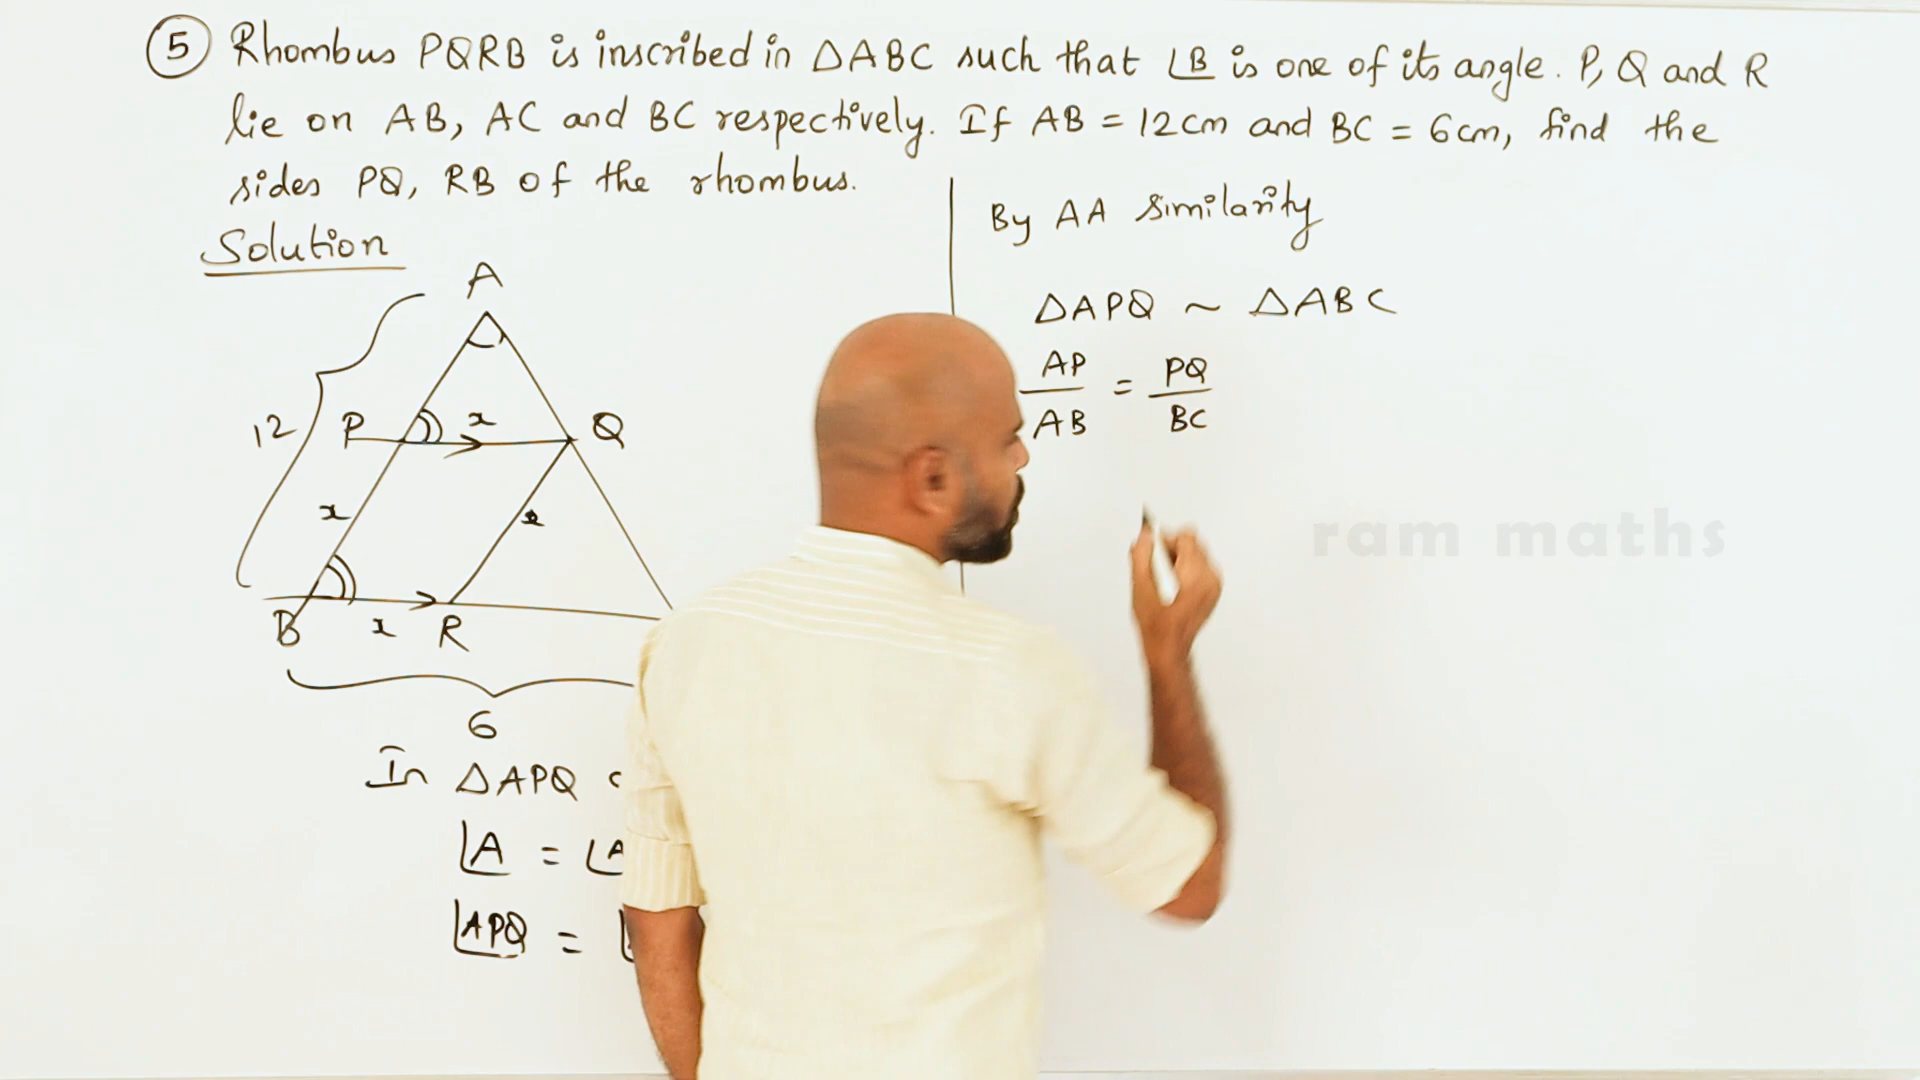 5 Rhombus PQRB is inscribed in ΔABC such that ∠B is one of its angle. P, Q and R
lie on AB, AC and BC respectively. If AB = 12cm and BC = 6cm, find the
sides PQ, RB of the rhombus.
Solution
A
12
P
x
Q
x
B
x
R
6
In ΔAPQ
∠A = ∠A
∠APQ =
By AA Similarity
ΔAPQ ~ ΔABC
AP/AB = PQ/BC
ram maths